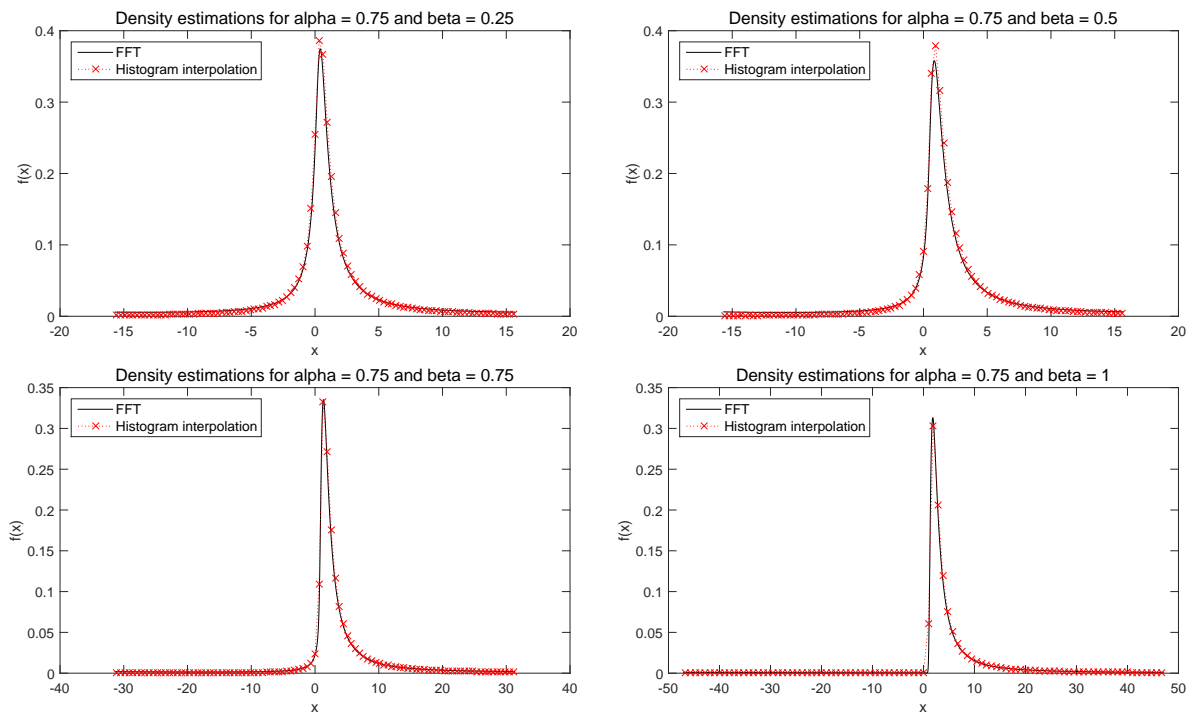 Density estimations for alpha = 0.75 and beta = 0.25
FFT
Histogram interpolation
f(x)
0.4
0.3
0.2
0.1
0
-20 -15 -10 -5 0 5 10 15 20
x
Density estimations for alpha = 0.75 and beta = 0.5
FFT
Histogram interpolation
f(x)
0.4
0.3
0.2
0.1
0
-20 -15 -10 -5 0 5 10 15 20
x
Density estimations for alpha = 0.75 and beta = 0.75
FFT
Histogram interpolation
f(x)
0.35
0.3
0.25
0.2
0.15
0.1
0.05
0
-40 -30 -20 -10 0 10 20 30 40
x
Density estimations for alpha = 0.75 and beta = 1
FFT
Histogram interpolation
f(x)
0.35
0.3
0.25
0.2
0.15
0.1
0.05
0
-50 -40 -30 -20 -10 0 10 20 30 40 50
x